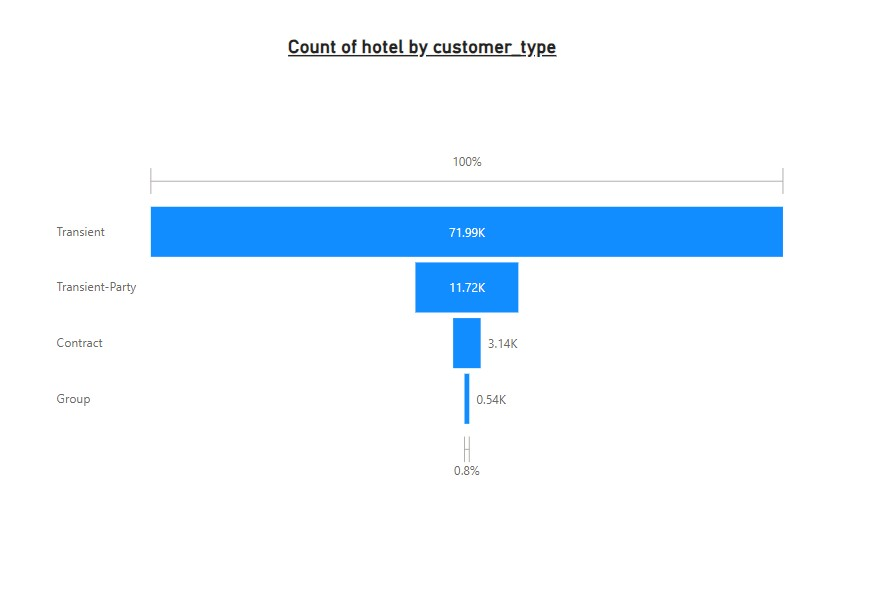 Count of hotel by customer_type
100%
Transient 71.99K
Transient-Party 11.72K
Contract 3.14K
Group 0.54K
0.8%